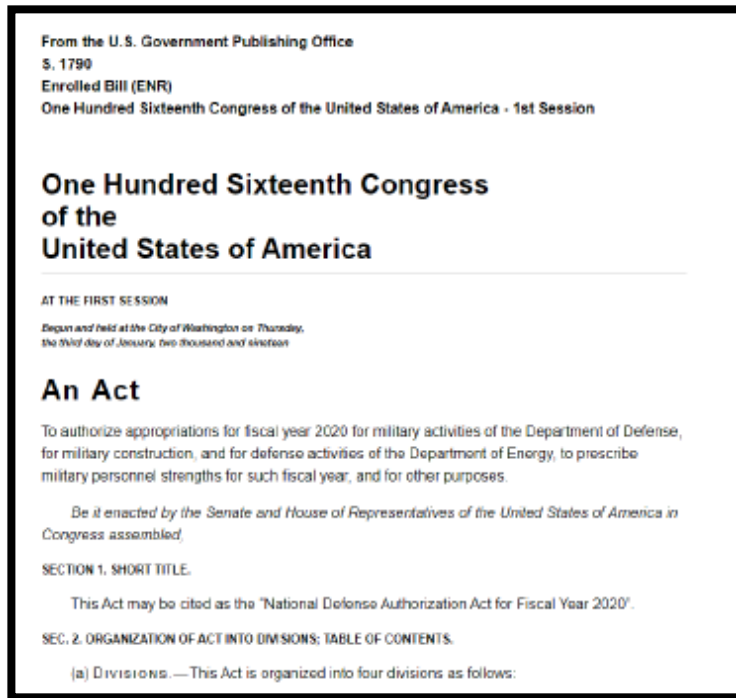 From the U.S. Government Publishing Office
S. 1790
Enrolled Bill (ENR)
One Hundred Sixteenth Congress of the United States of America - 1st Session
One Hundred Sixteenth Congress
of the
United States of America
AT THE FIRST SESSION
Begun and held at the City of Washington on Thursday,
the third day of January, two thousand and nineteen
An Act
To authorize appropriations for fiscal year 2020 for military activities of the Department of Defense,
for military construction, and for defense activities of the Department of Energy, to prescribe
military personnel strengths for such fiscal year, and for other purposes.
Be it enacted by the Senate and House of Representatives of the United States of America in
Congress assembled,
SECTION 1. SHORT TITLE.
This Act may be cited as the "National Defense Authorization Act for Fiscal Year 2020".
SEC. 2. ORGANIZATION OF ACT INTO DIVISIONS; TABLE OF CONTENTS.
(a) DIVISIONS.—This Act is organized into four divisions as follows: